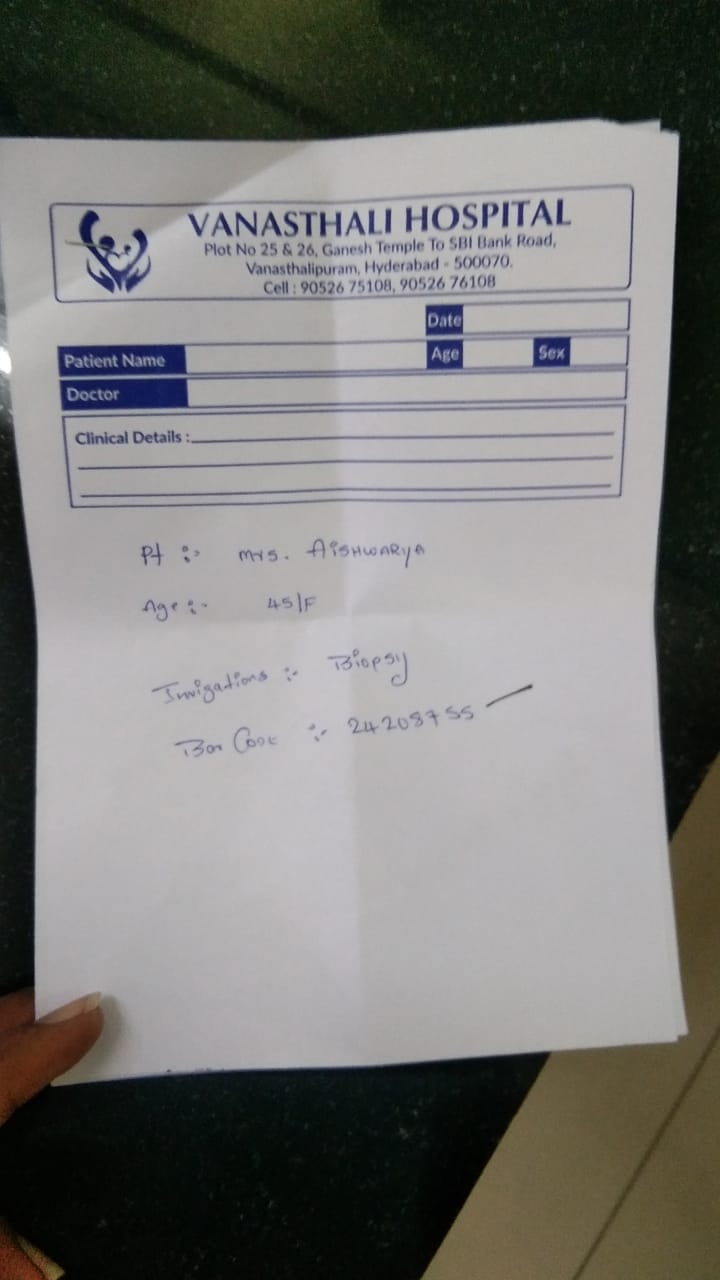 VANASTHALI HOSPITAL
Plot No 25 & 26, Ganesh Temple To SBI Bank Road,
Vanasthalipuram, Hyderabad - 500070.
Cell : 90526 75108, 90526 76108
Date
Patient Name Age Sex
Doctor
Clinical Details :
Pt :- Mrs. AISHWARYA
Age :- 45/F
Invigations :- Biopsy
Bar Code :- 24208755